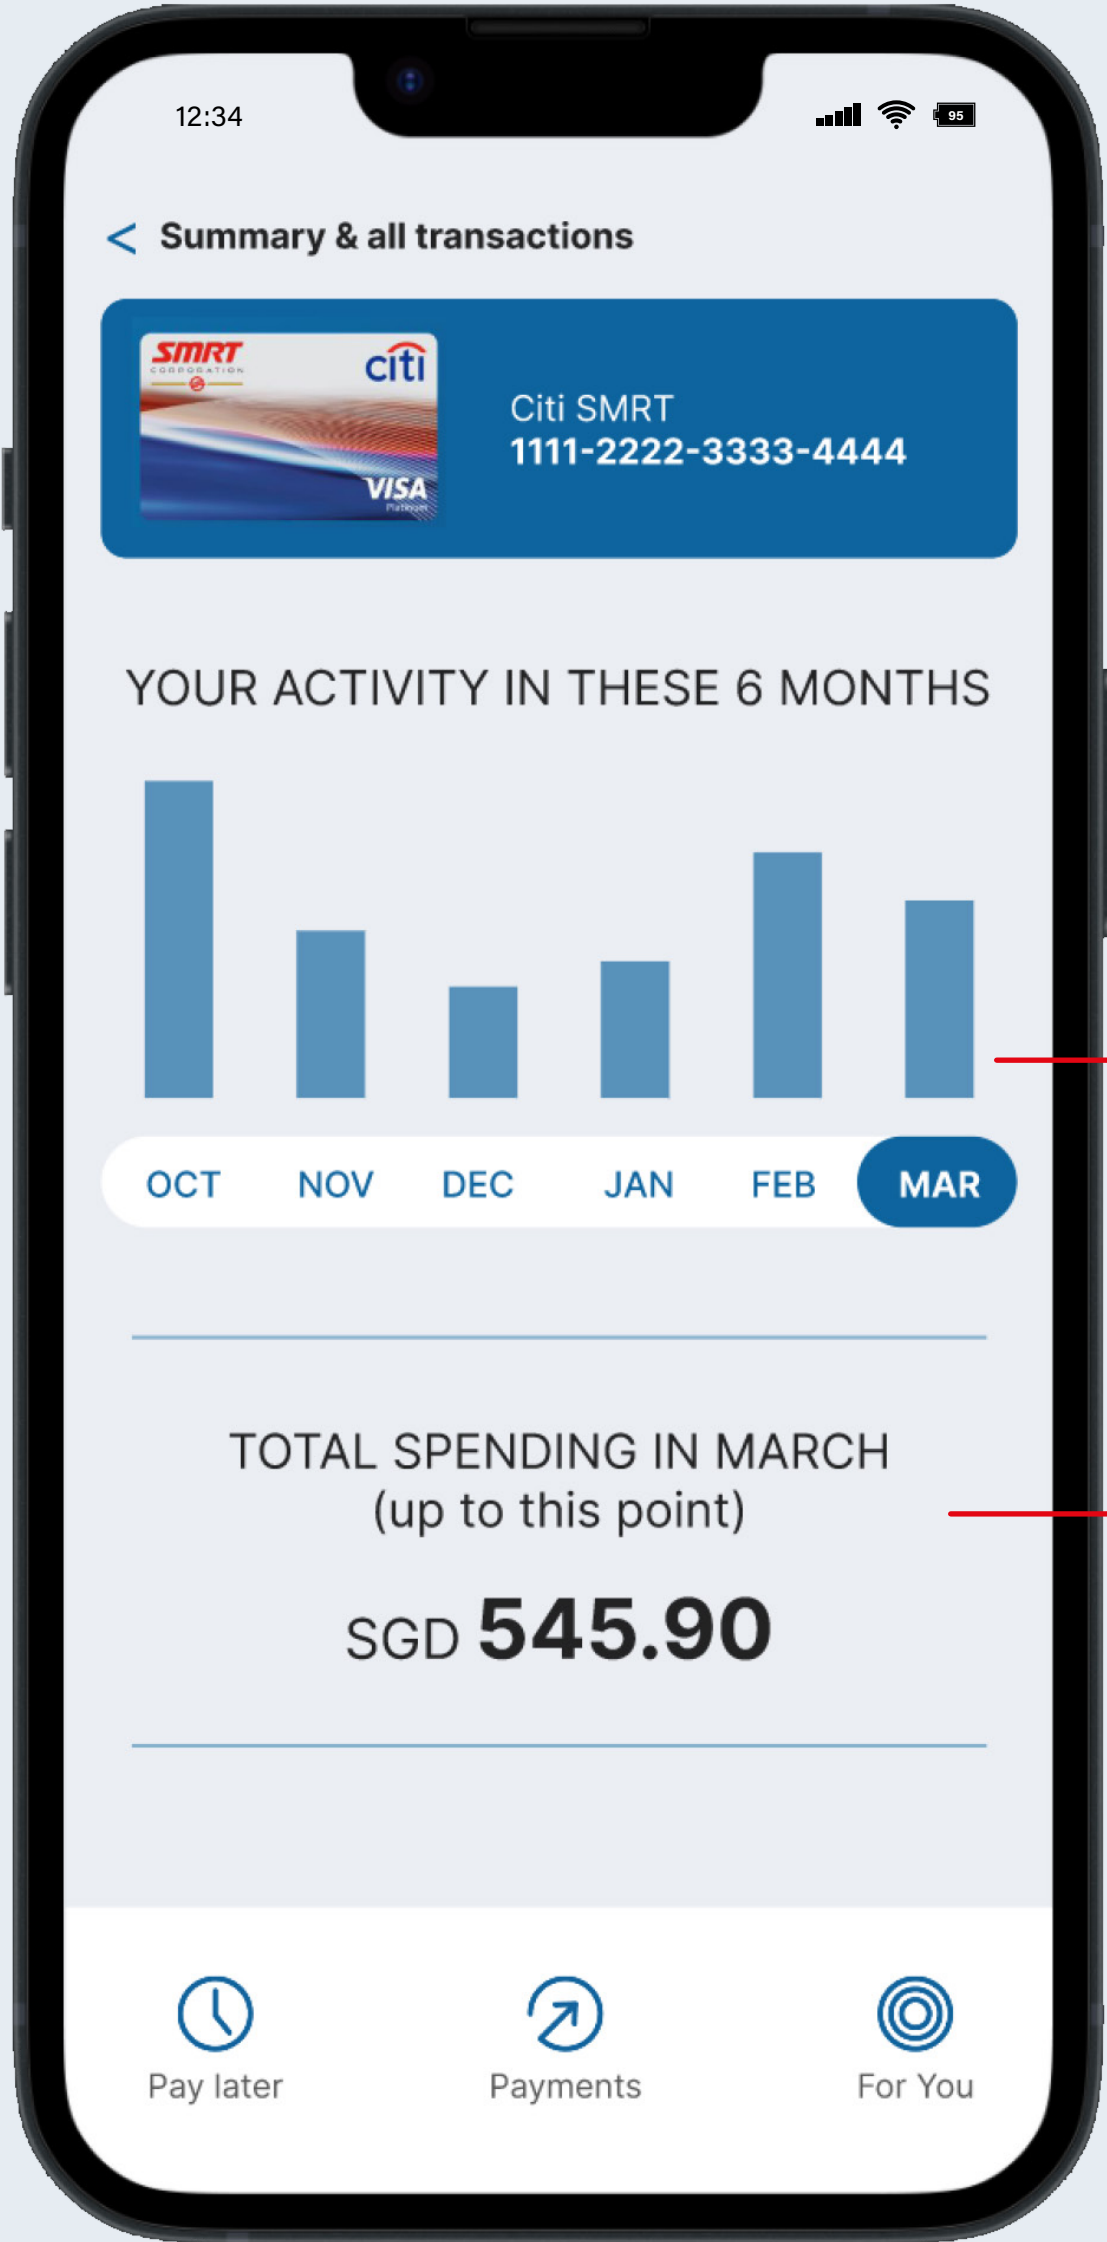 12:34
95
< Summary & all transactions
SMRT
CORPORATION
citi
VISA
Platinum
Citi SMRT
1111-2222-3333-4444
YOUR ACTIVITY IN THESE 6 MONTHS
OCT NOV DEC JAN FEB MAR
TOTAL SPENDING IN MARCH
(up to this point)
SGD 545.90
Pay later Payments For You